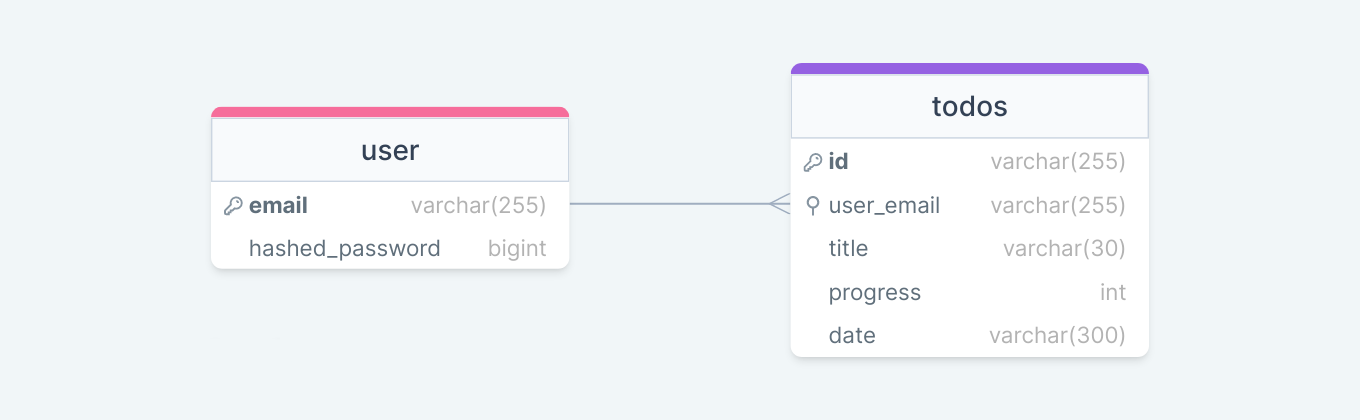 user
email varchar(255)
hashed_password bigint
todos
id varchar(255)
user_email varchar(255)
title varchar(30)
progress int
date varchar(300)